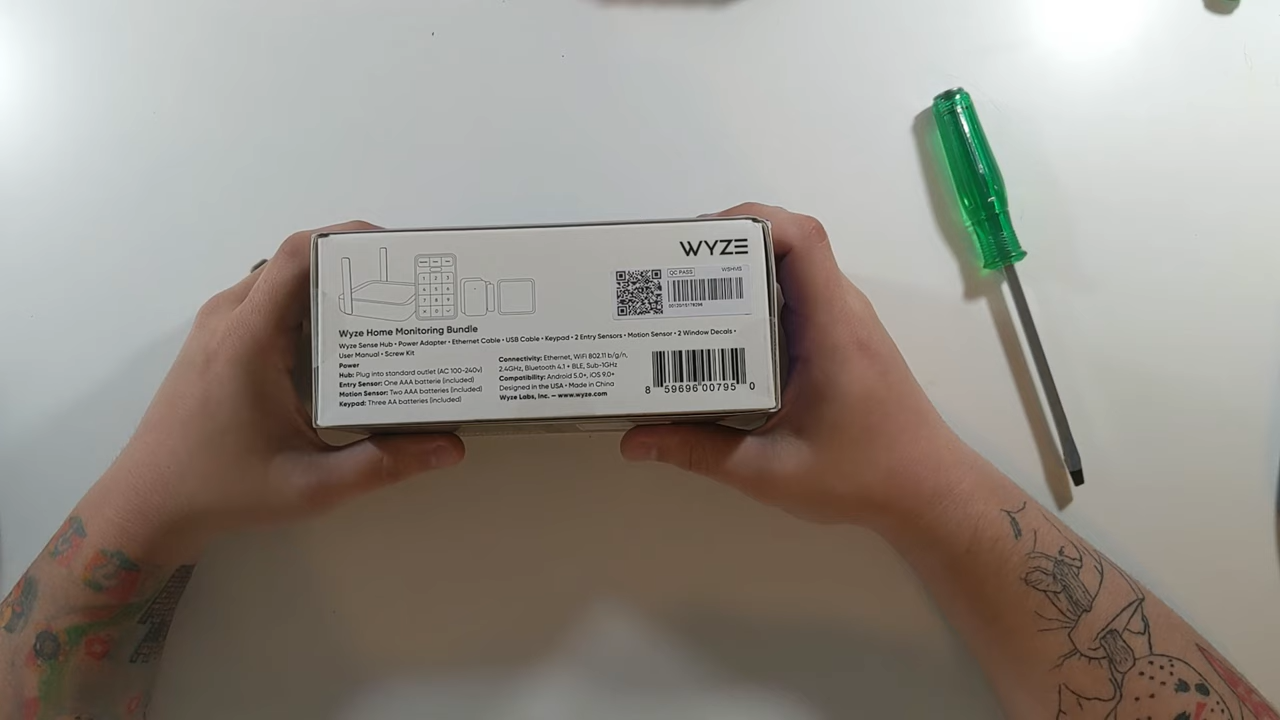 WYZE
QC PASS
WSHMS
Wyze Home Monitoring Bundle
Wyze Sense Hub • Power Adapter • Ethernet Cable • USB Cable • Keypad • 2 Entry Sensors • Motion Sensor • 2 Window Decals •
User Manual • Screw Kit
Power
Hub: Plug into standard outlet (AC 100-240v)
Entry Sensor: One AAA batterie (included)
Motion Sensor: Two AAA batteries (included)
Keypad: Three AA batteries (included)
Connectivity: Ethernet, WiFi 802.11 b/g/n,
2.4GHz, Bluetooth 4.1 + BLE, Sub-1GHz
Compatibility: Android 5.0+, iOS 9.0+
Designed in the USA • Made in China
Wyze Labs, Inc. — www.wyze.com
8 59696 00795 0